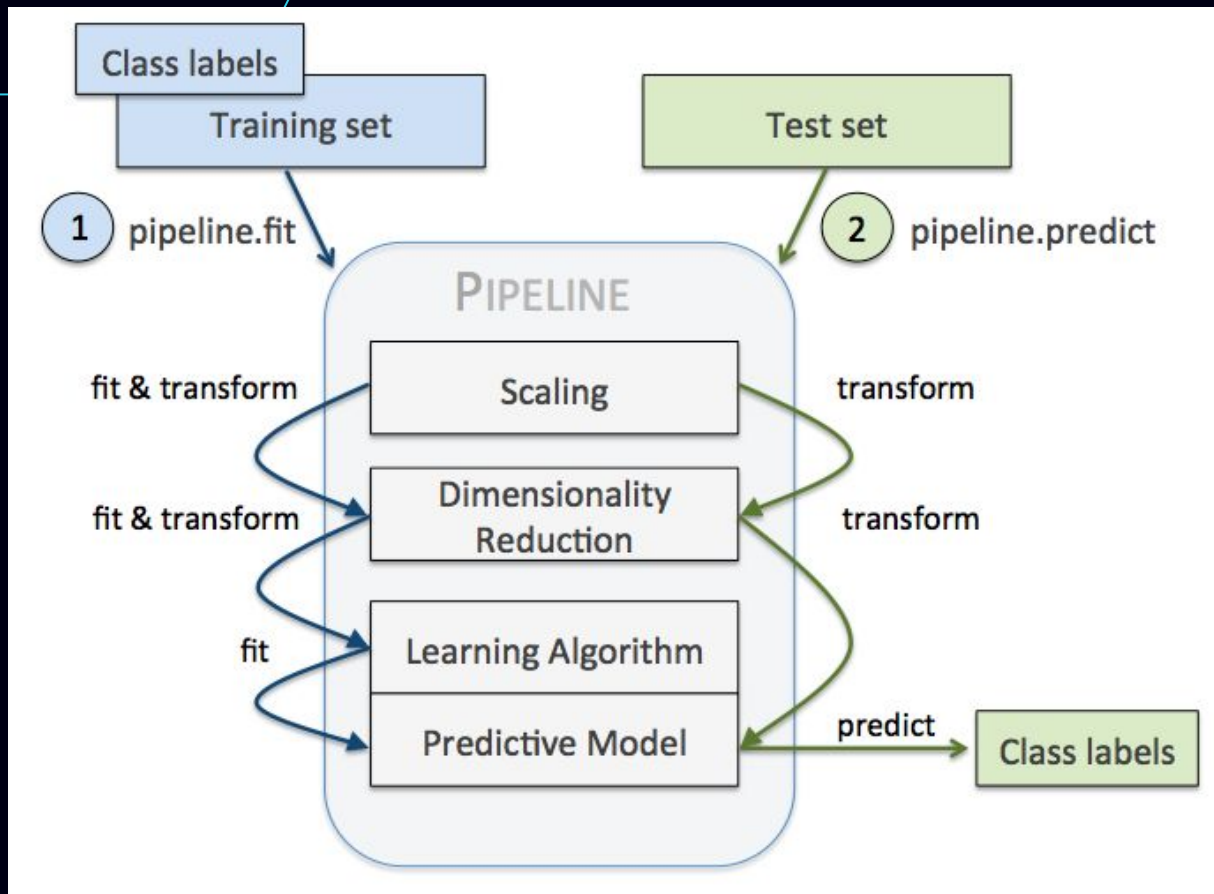 Class labels
Training set
Test set
1 pipeline.fit
2 pipeline.predict
PIPELINE
fit & transform
Scaling
transform
fit & transform
Dimensionality
Reduction
transform
fit
Learning Algorithm
Predictive Model
predict
Class labels